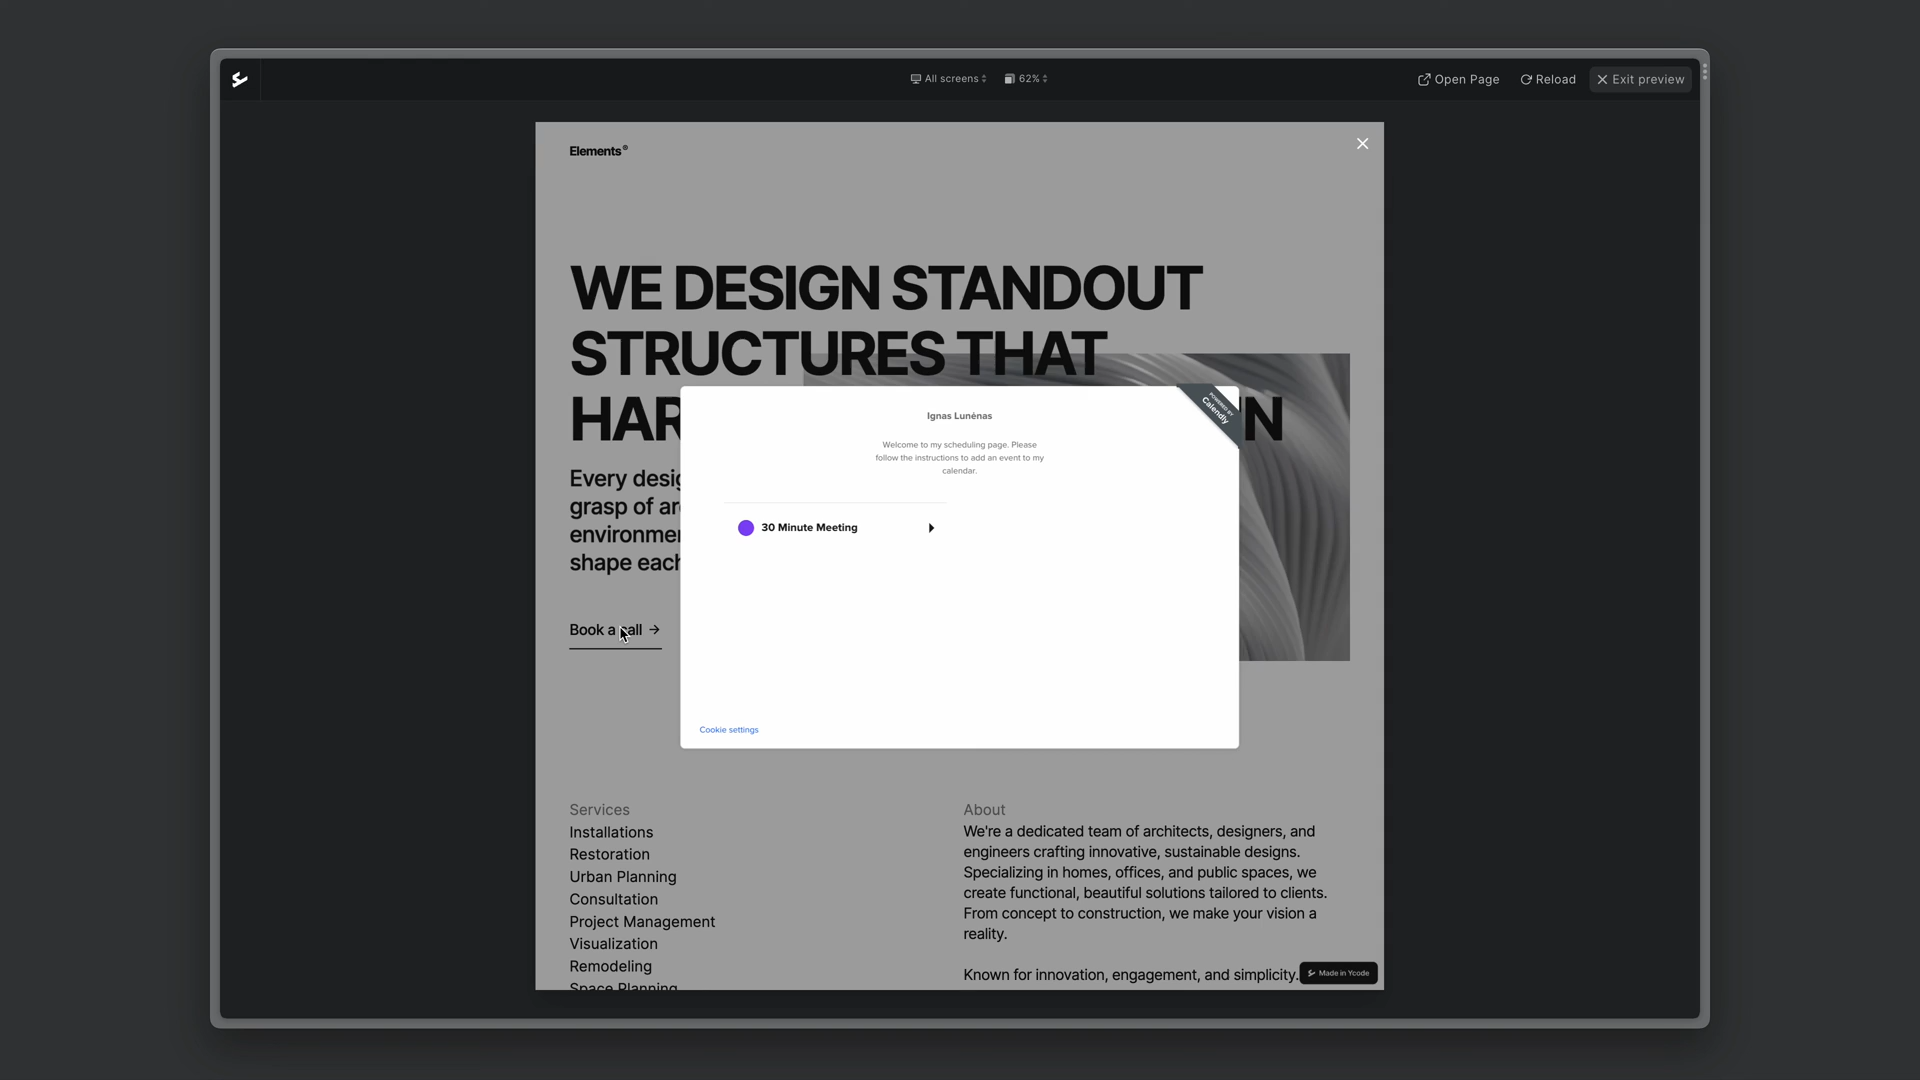 All screens
62%
Open Page
Reload
Exit preview
Elements®
WE DESIGN STANDOUT
STRUCTURES THAT
HAR
N
Every desig
grasp of ar
environmen
shape each
Book a call →
Ignas Lunėnas
Welcome to my scheduling page. Please
follow the instructions to add an event to my
calendar.
POWERED BY
Calendly
30 Minute Meeting
Cookie settings
Services
Installations
Restoration
Urban Planning
Consultation
Project Management
Visualization
Remodeling
Space Planning
About
We're a dedicated team of architects, designers, and
engineers crafting innovative, sustainable designs.
Specializing in homes, offices, and public spaces, we
create functional, beautiful solutions tailored to clients.
From concept to construction, we make your vision a
reality.
Known for innovation, engagement, and simplicity.
Made in Ycode